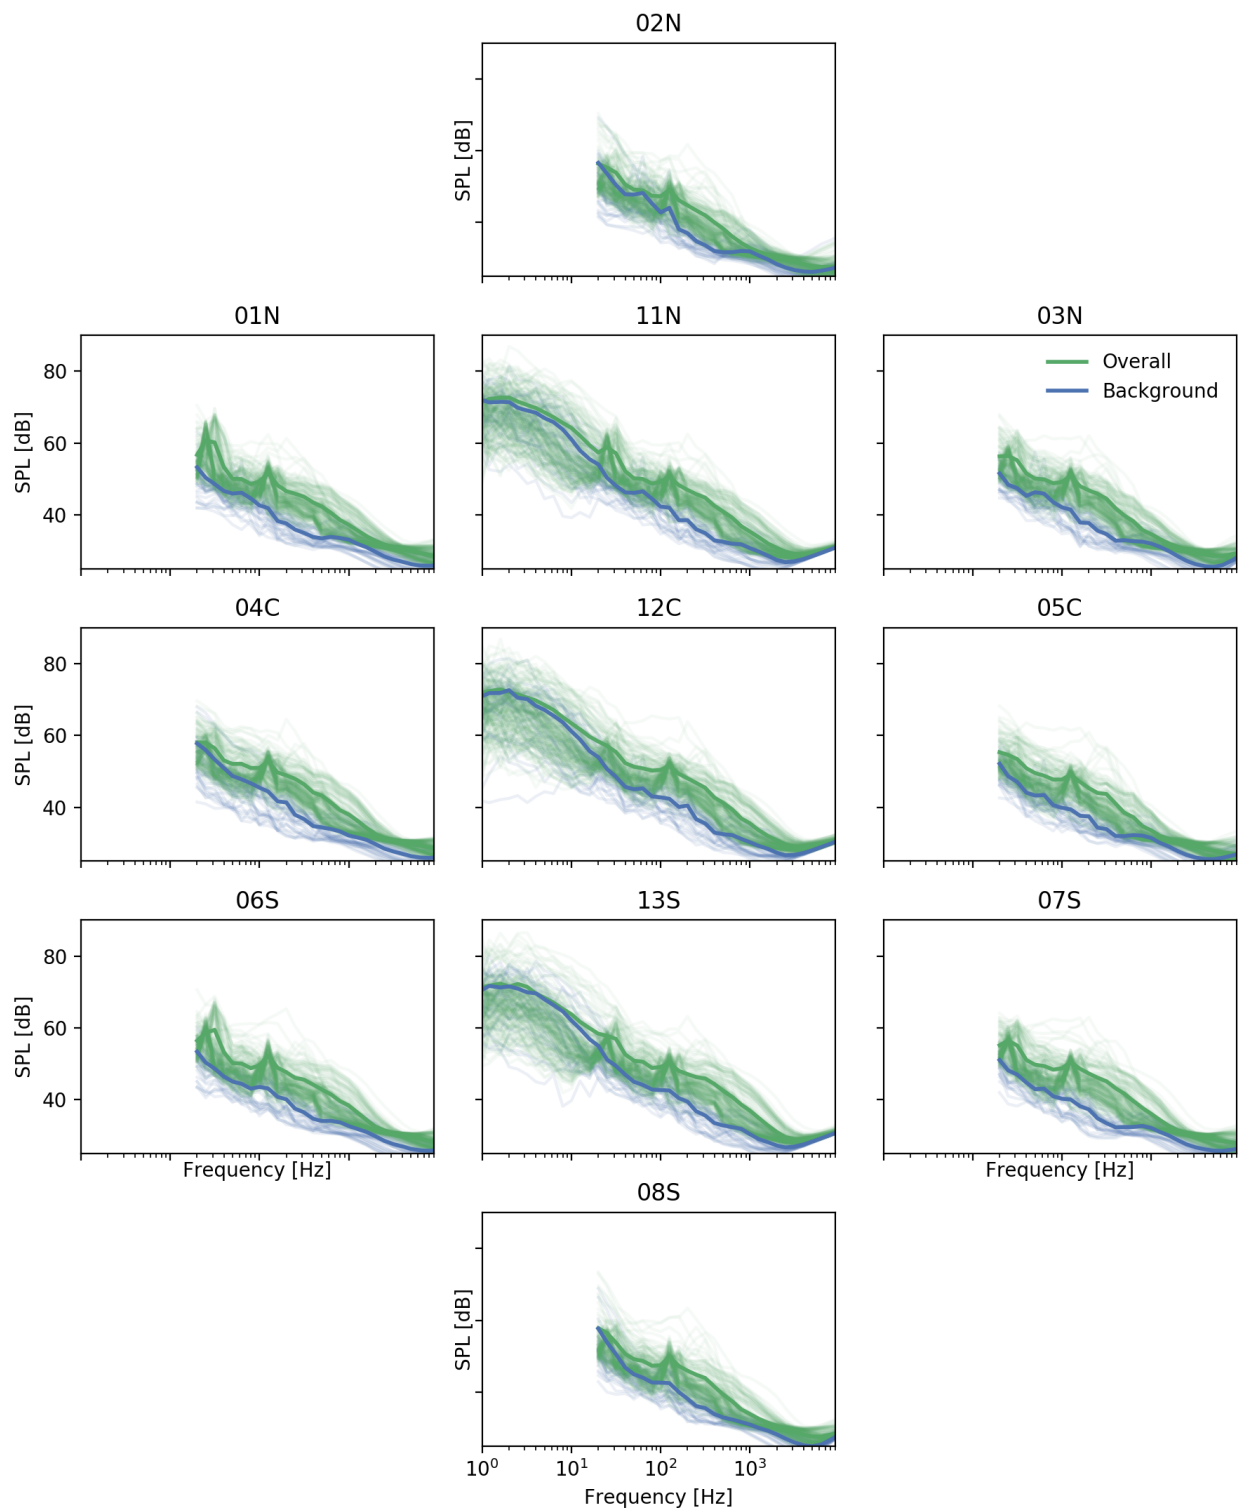 02N
SPL [dB]
01N
11N
03N
80
60
40
SPL [dB]
Overall
Background
04C
12C
05C
80
60
40
SPL [dB]
06S
13S
07S
80
60
40
SPL [dB]
Frequency [Hz]
Frequency [Hz]
08S
SPL [dB]
10⁰ 10¹ 10² 10³
Frequency [Hz]